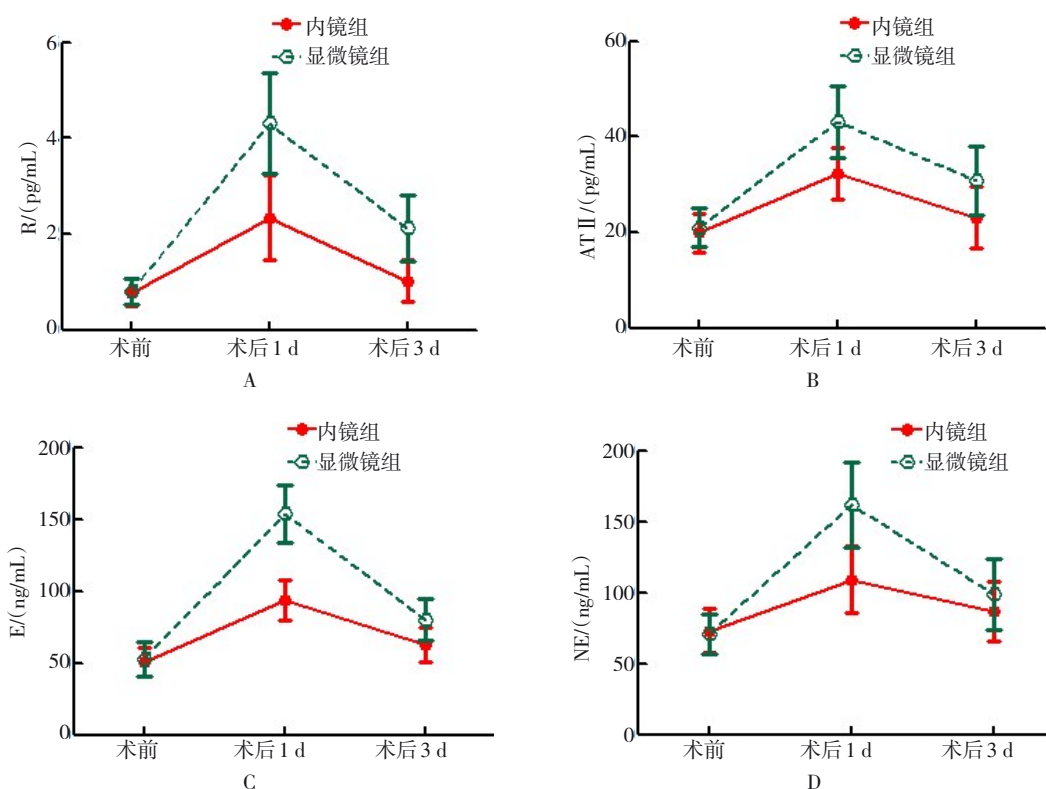 内镜组
显微镜组
6
4
2
0
R/(pg/mL)
术前
术后1 d
术后3 d
A
内镜组
显微镜组
60
40
20
0
AT Ⅱ/(pg/mL)
术前
术后1 d
术后3 d
B
内镜组
显微镜组
200
150
100
50
0
E/(ng/mL)
术前
术后1 d
术后3 d
C
内镜组
显微镜组
200
150
100
50
0
NE/(ng/mL)
术前
术后1 d
术后3 d
D